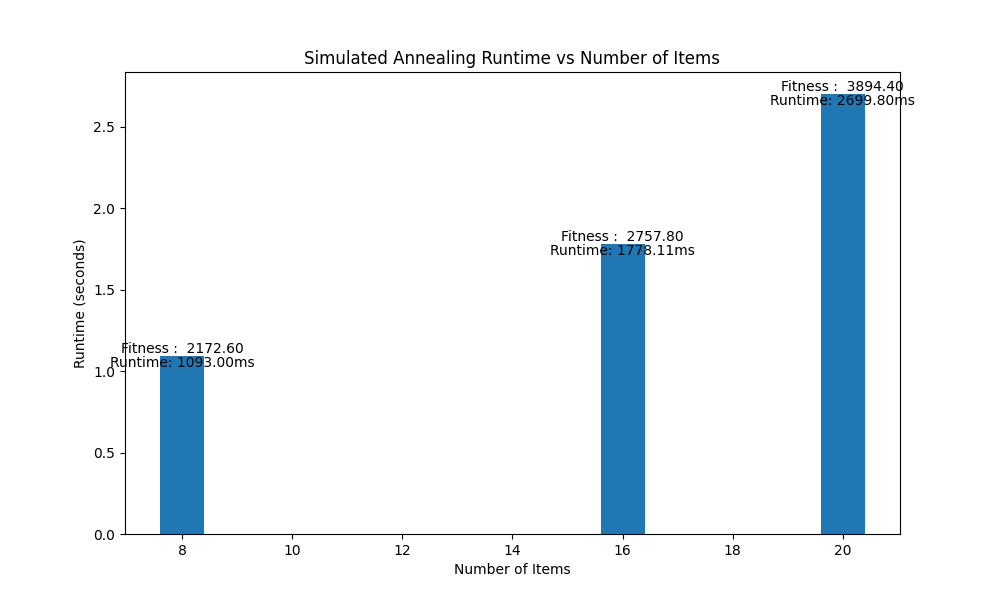 Simulated Annealing Runtime vs Number of Items
Fitness :  3894.40
Runtime: 2699.80ms
2.5
2.0
Fitness :  2757.80
Runtime: 1778.11ms
1.5
Runtime (seconds)
Fitness :  2172.60
Runtime: 1093.00ms
1.0
0.5
0.0
8 10 12 14 16 18 20
Number of Items